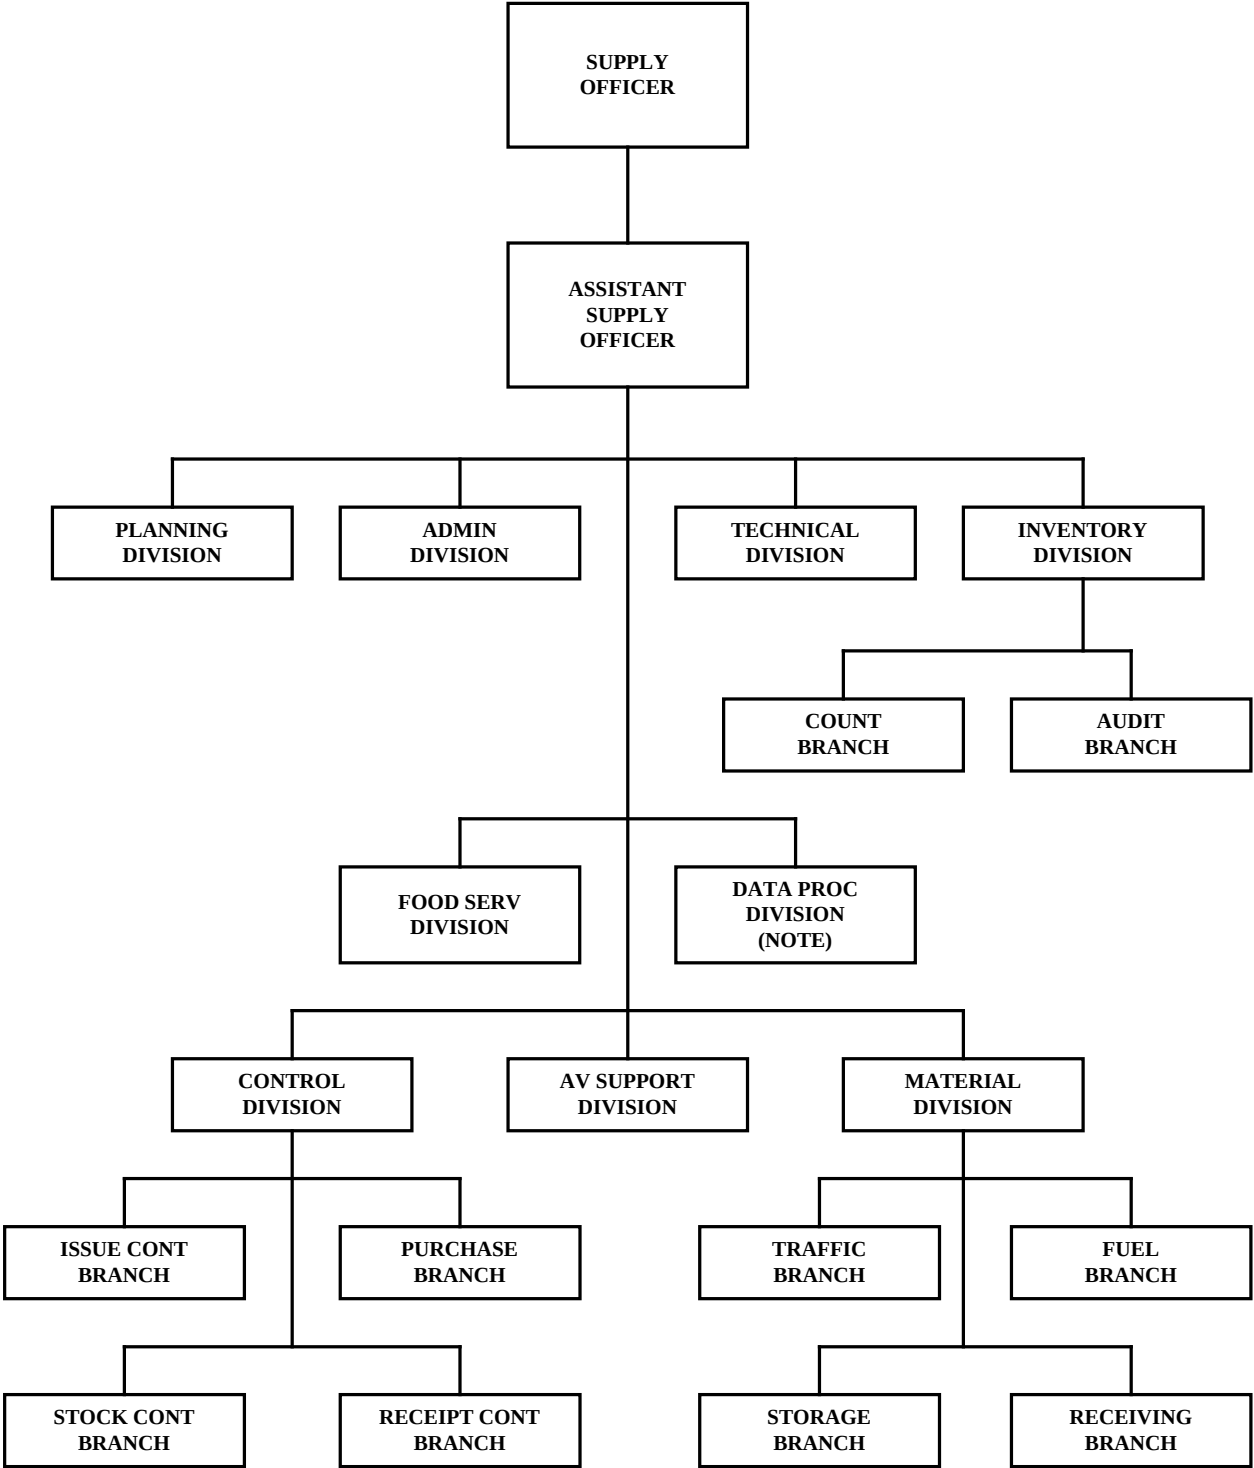 SUPPLY
OFFICER
ASSISTANT
SUPPLY
OFFICER
PLANNING
DIVISION
ADMIN
DIVISION
TECHNICAL
DIVISION
INVENTORY
DIVISION
COUNT
BRANCH
AUDIT
BRANCH
FOOD SERV
DIVISION
DATA PROC
DIVISION
(NOTE)
CONTROL
DIVISION
AV SUPPORT
DIVISION
MATERIAL
DIVISION
ISSUE CONT
BRANCH
PURCHASE
BRANCH
TRAFFIC
BRANCH
FUEL
BRANCH
STOCK CONT
BRANCH
RECEIPT CONT
BRANCH
STORAGE
BRANCH
RECEIVING
BRANCH